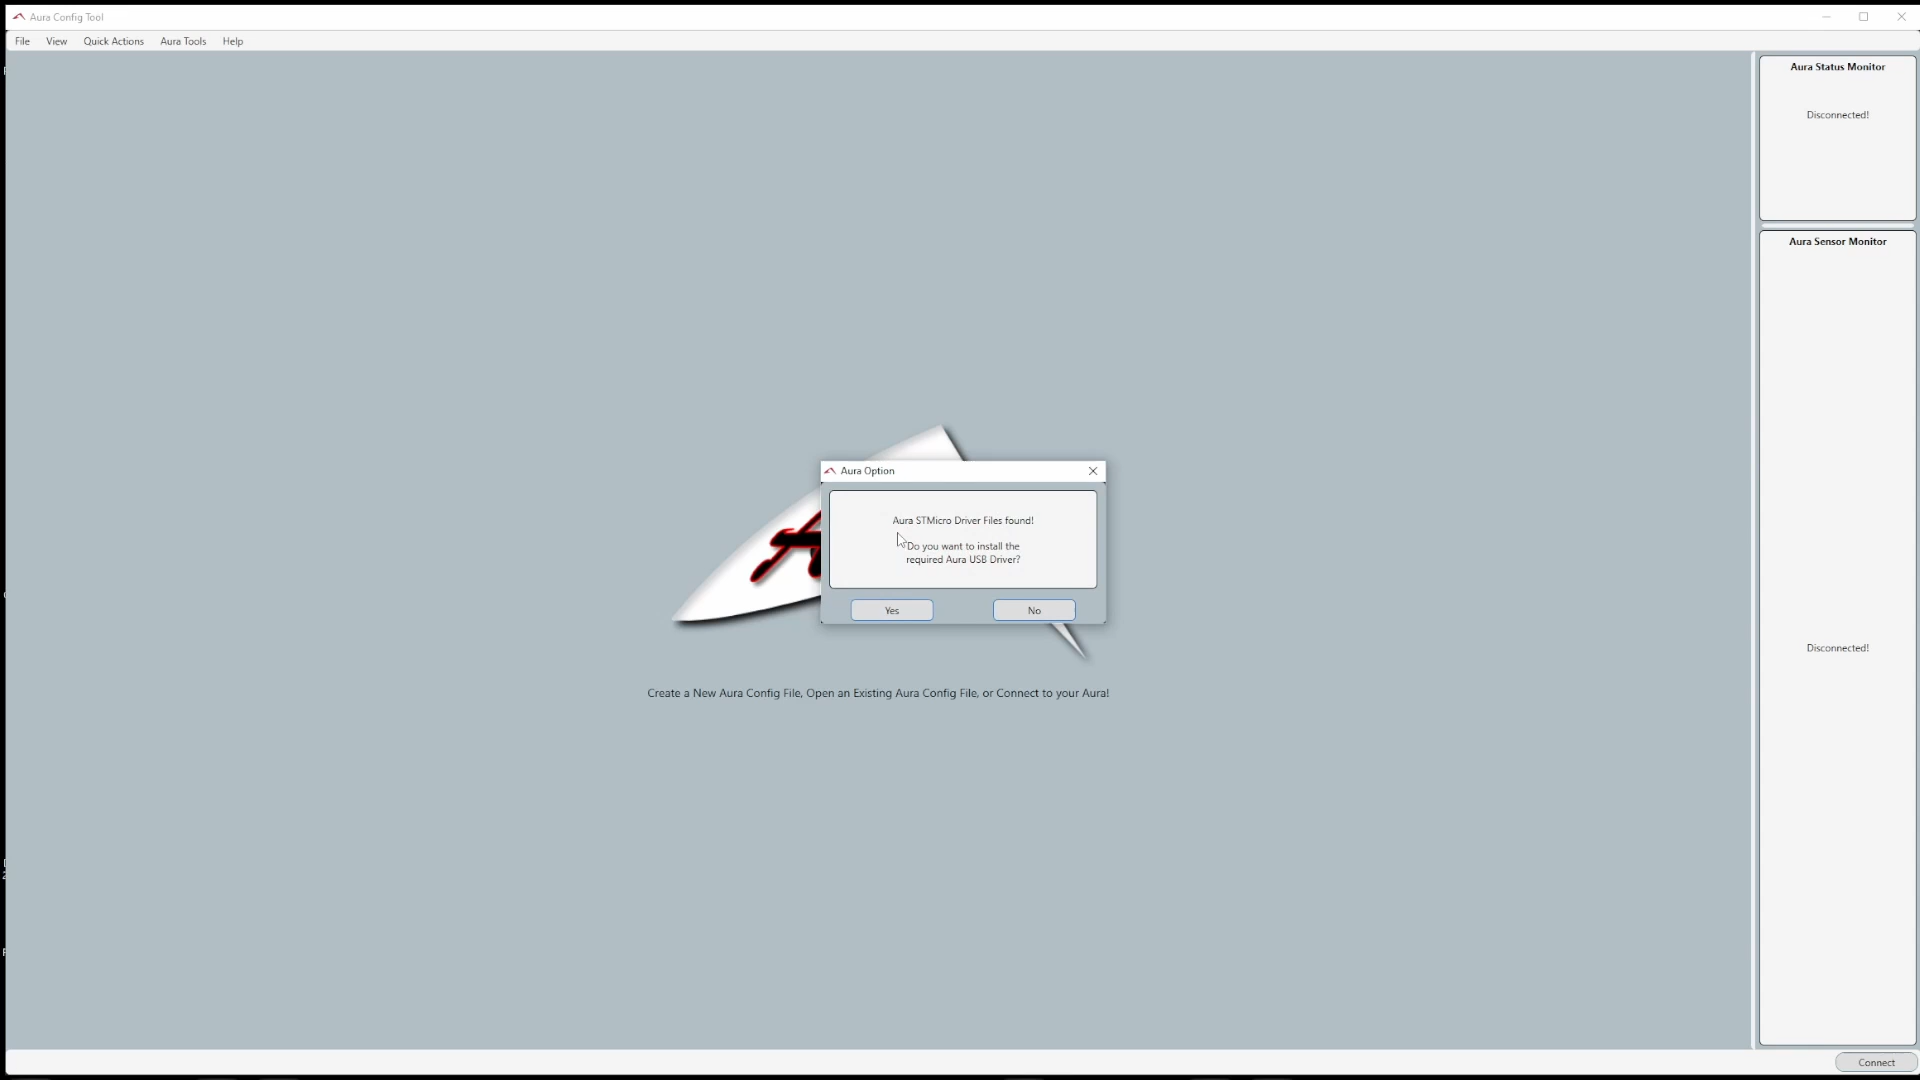 Aura Config Tool
File View Quick Actions Aura Tools Help
Aura Status Monitor
Disconnected!
Aura Sensor Monitor
Disconnected!
Aura Option
Aura STMicro Driver Files found!
Do you want to install the
required Aura USB Driver?
Yes No
Create a New Aura Config File, Open an Existing Aura Config File, or Connect to your Aura!
Connect